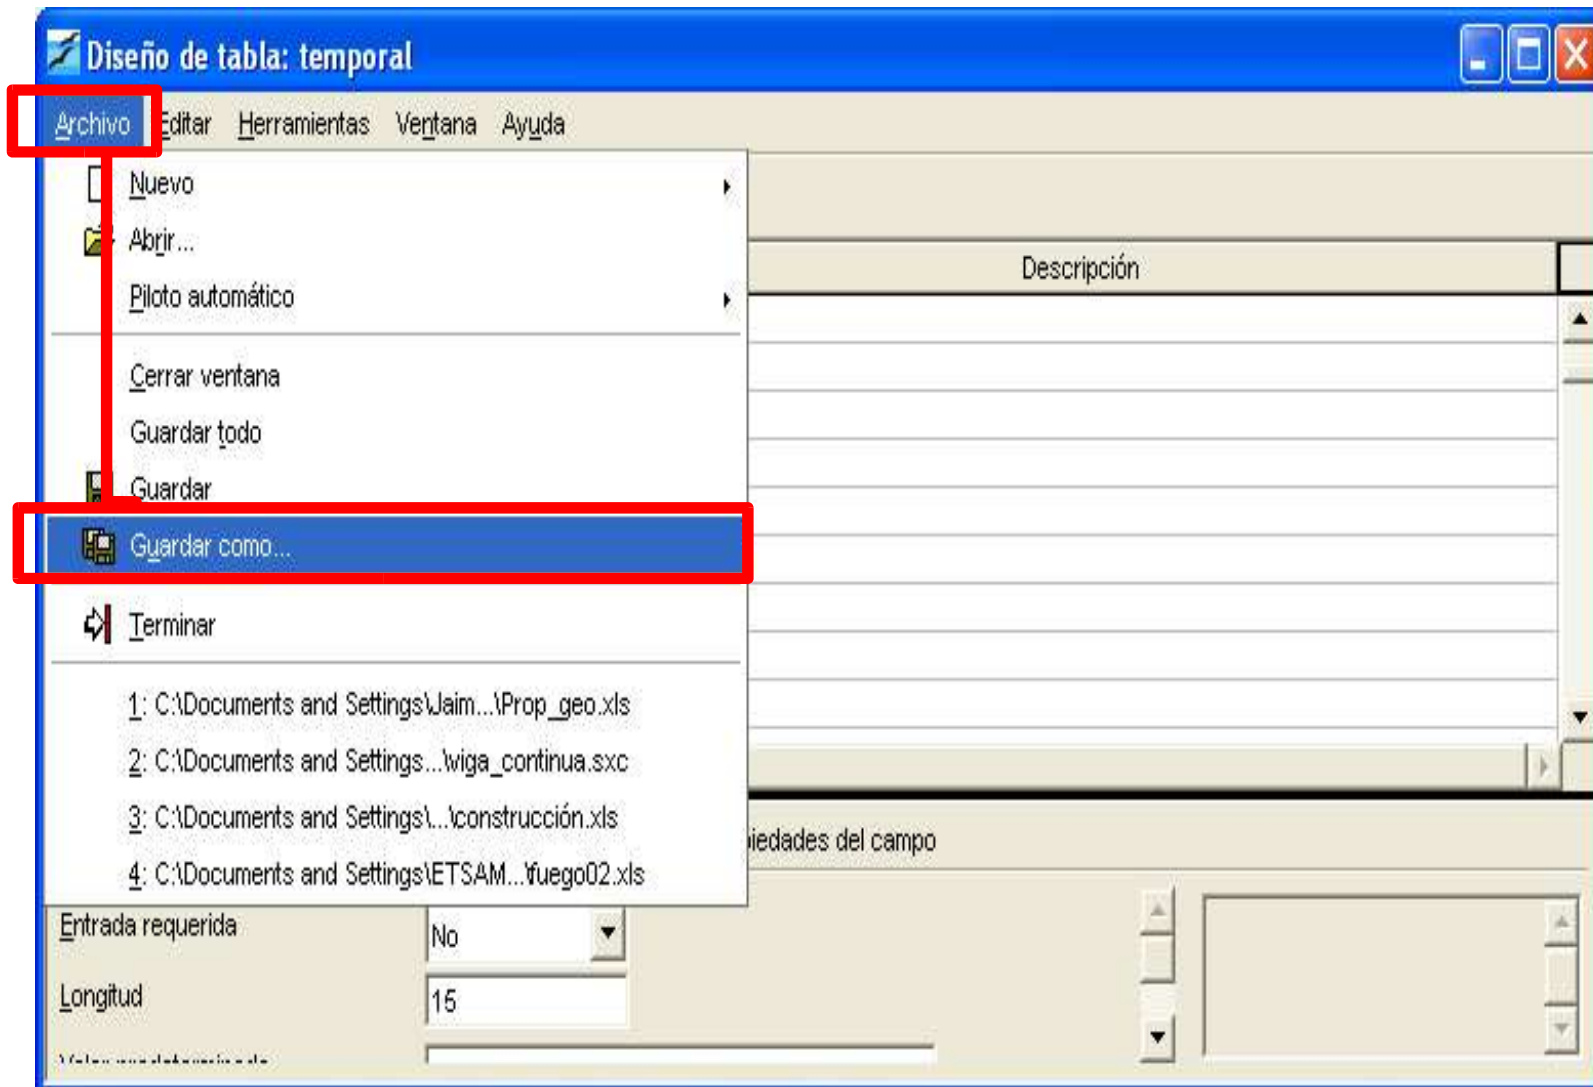 Diseño de tabla: temporal
Archivo Editar Herramientas Ventana Ayuda
Nuevo
Abrir...
Piloto automático
Cerrar ventana
Guardar todo
Guardar
Guardar como...
Terminar
1: C:\Documents and Settings\Jaim...\Prop_geo.xls
2: C:\Documents and Settings...\viga_continua.sxc
3: C:\Documents and Settings\...\construcción.xls
4: C:\Documents and Settings\ETSAM...\fuego02.xls
Descripción
piedades del campo
Entrada requerida No
Longitud 15